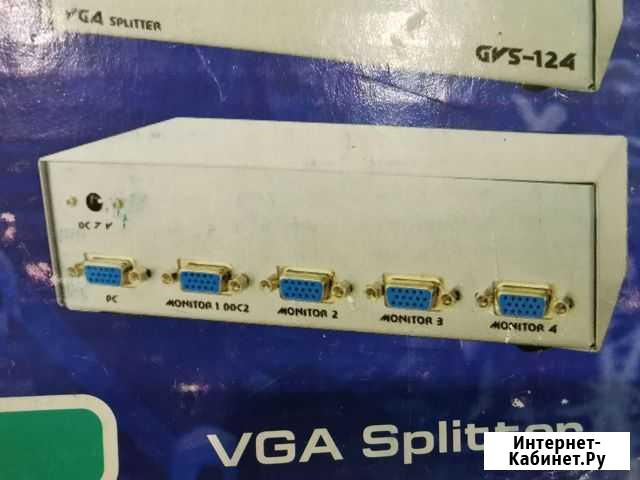 VGA SPLITTER
GVS-124
DC 7 V
PC
MONITOR 1 DDC2
MONITOR 2
MONITOR 3
MONITOR 4
VGA Splitter
Интернет-
Кабинет.Ру